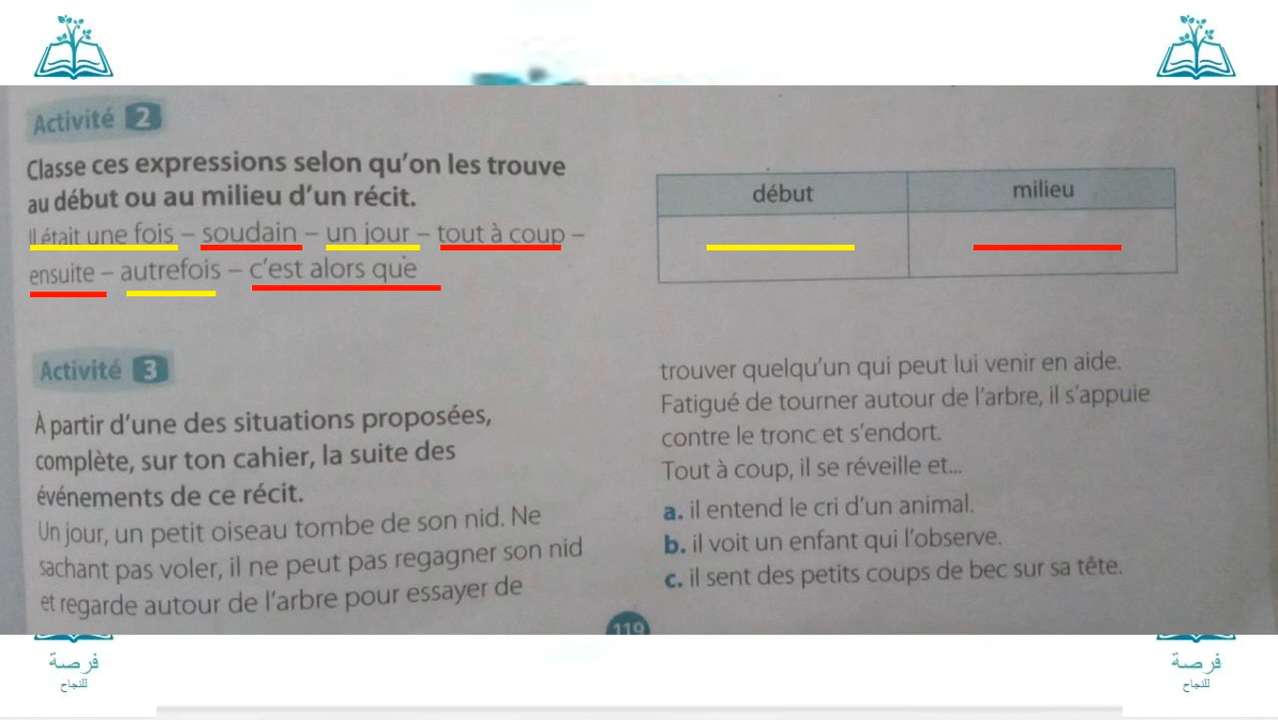 Activité 2
Classe ces expressions selon qu'on les trouve
au début ou au milieu d'un récit.
Il était une fois – soudain – un jour – tout à coup –
ensuite – autrefois – c'est alors que
début milieu
Activité 3
À partir d'une des situations proposées,
complète, sur ton cahier, la suite des
événements de ce récit.
Un jour, un petit oiseau tombe de son nid. Ne
sachant pas voler, il ne peut pas regagner son nid
et regarde autour de l'arbre pour essayer de
trouver quelqu'un qui peut lui venir en aide.
Fatigué de tourner autour de l'arbre, il s'appuie
contre le tronc et s'endort.
Tout à coup, il se réveille et...
a. il entend le cri d'un animal.
b. il voit un enfant qui l'observe.
c. il sent des petits coups de bec sur sa tête.
119
فرصة
للنجاح
فرصة
للنجاح